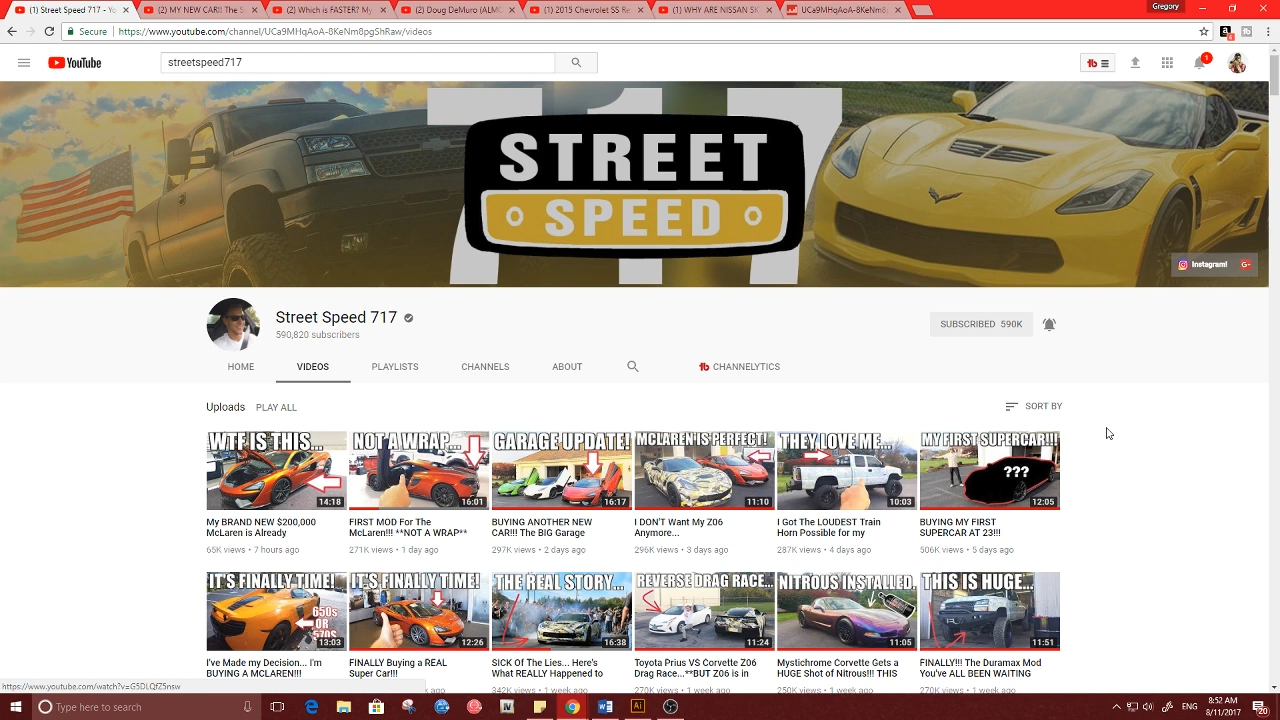 (1) Street Speed 717 - Yo
(2) MY NEW CAR!! The S
(2) Which is FASTER? My
(2) Doug DeMuro (ALMO
(1) 2015 Chevrolet SS Re
(1) WHY ARE NISSAN SK
UCa9MHqAoA-8KeNm8p
Gregory
Secure
https://www.youtube.com/channel/UCa9MHqAoA-8KeNm8pgShRaw/videos
YouTube
streetspeed717
tb
1
717
STREET
SPEED
Instagram!
G+
Street Speed 717
590,820 subscribers
SUBSCRIBED 590K
HOME
VIDEOS
PLAYLISTS
CHANNELS
ABOUT
tb CHANNELYTICS
Uploads
PLAY ALL
SORT BY
WTF IS THIS...
14:18
NOT A WRAP...
16:01
GARAGE UPDATE!
16:17
MCLAREN IS PERFECT!
11:10
THEY LOVE ME...
10:03
MY FIRST SUPERCAR!!!
???
12:05
My BRAND NEW $200,000
McLaren is Already
65K views • 7 hours ago
FIRST MOD For The
McLaren!!! **NOT A WRAP**
271K views • 1 day ago
BUYING ANOTHER NEW
CAR!!! The BIG Garage
297K views • 2 days ago
I DON'T Want My Z06
Anymore...
296K views • 3 days ago
I Got The LOUDEST Train
Horn Possible for my
287K views • 4 days ago
BUYING MY FIRST
SUPERCAR AT 23!!!
506K views • 5 days ago
IT'S FINALLY TIME!
650S
OR
570S
13:03
IT'S FINALLY TIME!
12:26
THE REAL STORY...
16:38
REVERSE DRAG RACE...
11:24
NITROUS INSTALLED.
11:05
THIS IS HUGE...
11:51
I've Made my Decision... I'm
BUYING A MCLAREN!!!
FINALLY Buying a REAL
Super Car!!!
k ago
SICK Of The Lies... Here's
What REALLY Happened to
342K views • 1 week ago
Toyota Prius VS Corvette Z06
Drag Race...**BUT Z06 is in
270K views • 1 week ago
Mystichrome Corvette Gets a
HUGE Shot of Nitrous!!! THIS
250K views • 1 week ago
FINALLY!!! The Duramax Mod
You've ALL BEEN WAITING
270K views • 1 week ago
https://www.youtube.com/watch?v=G5DLQfZ5nsw
Type here to search
ENG
8:52 AM
8/11/2017
20